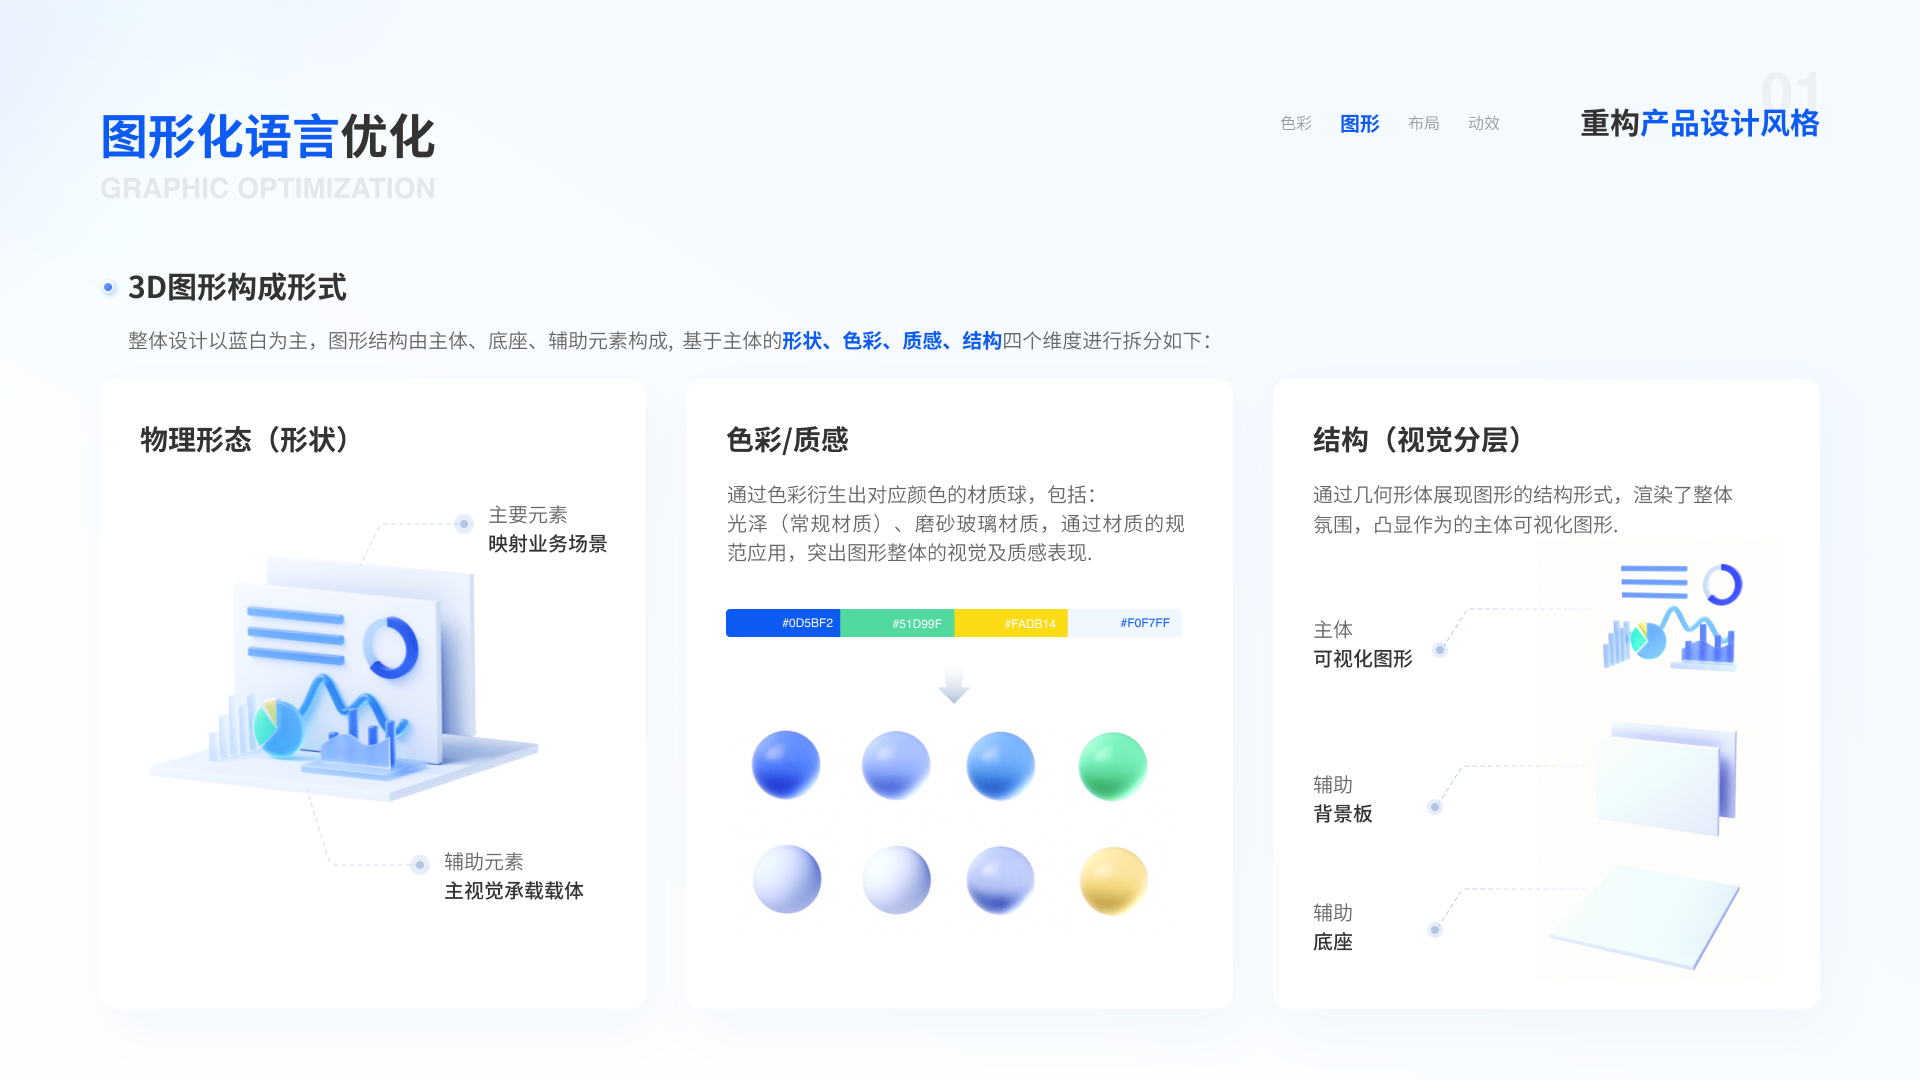 01
图形化语言优化
GRAPHIC OPTIMIZATION
色彩 图形 布局 动效
重构产品设计风格
3D图形构成形式
整体设计以蓝白为主，图形结构由主体、底座、辅助元素构成, 基于主体的形状、色彩、质感、结构四个维度进行拆分如下：
物理形态（形状）
主要元素
映射业务场景
辅助元素
主视觉承载载体
色彩/质感
通过色彩衍生出对应颜色的材质球，包括：
光泽（常规材质）、磨砂玻璃材质，通过材质的规
范应用，突出图形整体的视觉及质感表现.
#0D5BF2 #51D99F #FADB14 #F0F7FF
结构（视觉分层）
通过几何形体展现图形的结构形式，渲染了整体
氛围，凸显作为的主体可视化图形.
主体
可视化图形
辅助
背景板
辅助
底座